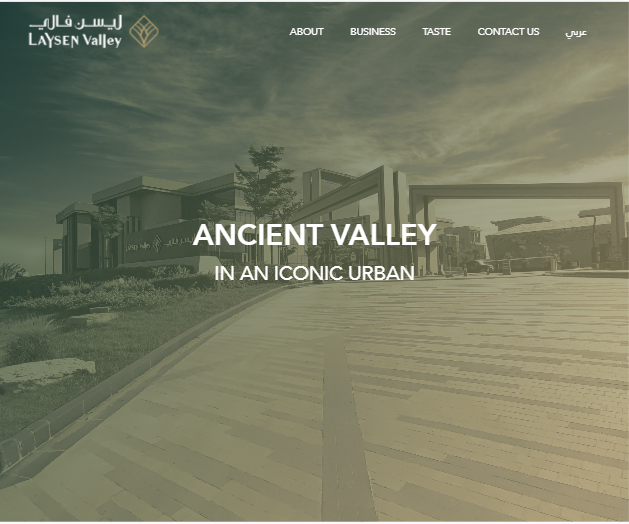 ليسن فالي
LAYSEN Valley
ABOUT
BUSINESS
TASTE
CONTACT US
عربي
ANCIENT VALLEY
IN AN ICONIC URBAN